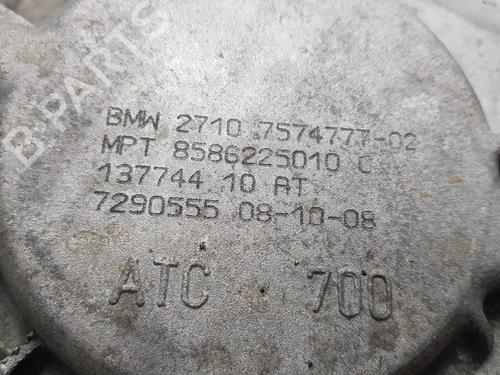 B-PARTS
BMW 2710 7574777-02
MPT 8586225010 C
137744 10 AT
7290555 08-10-08
ATC 700